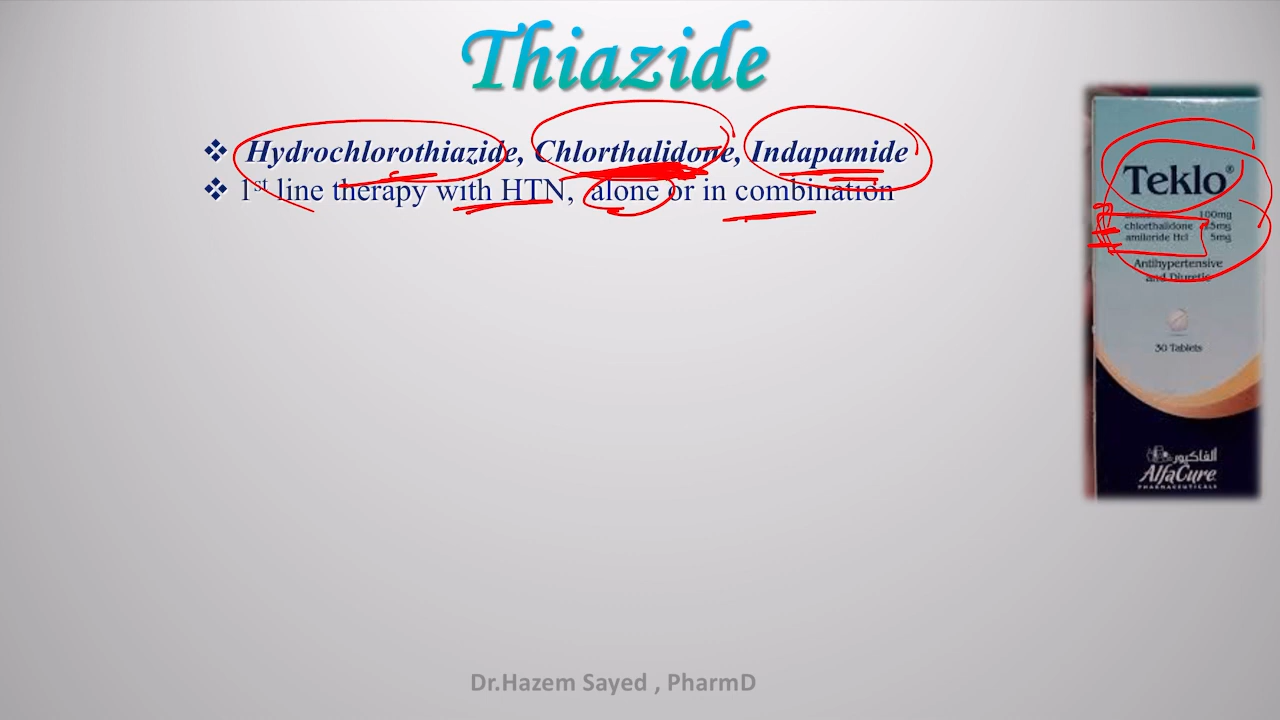 Thiazide
❖ Hydrochlorothiazide, Chlorthalidone, Indapamide
❖ 1st line therapy with HTN, alone or in combination
Teklo®
100mg
chlorthalidone 25mg
amiloride Hcl 5mg
Antihypertensive
and Diuretic
30 Tablets
الفاكيور
AlfaCure
PHARMACEUTICALS
Dr.Hazem Sayed , PharmD